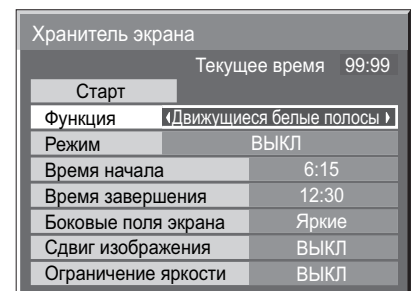 Хранитель экрана
Текущее время 99:99
Старт
Функция Движущиеся белые полосы
Режим ВЫКЛ
Время начала 6:15
Время завершения 12:30
Боковые поля экрана Яркие
Сдвиг изображения ВЫКЛ
Ограничение яркости ВЫКЛ